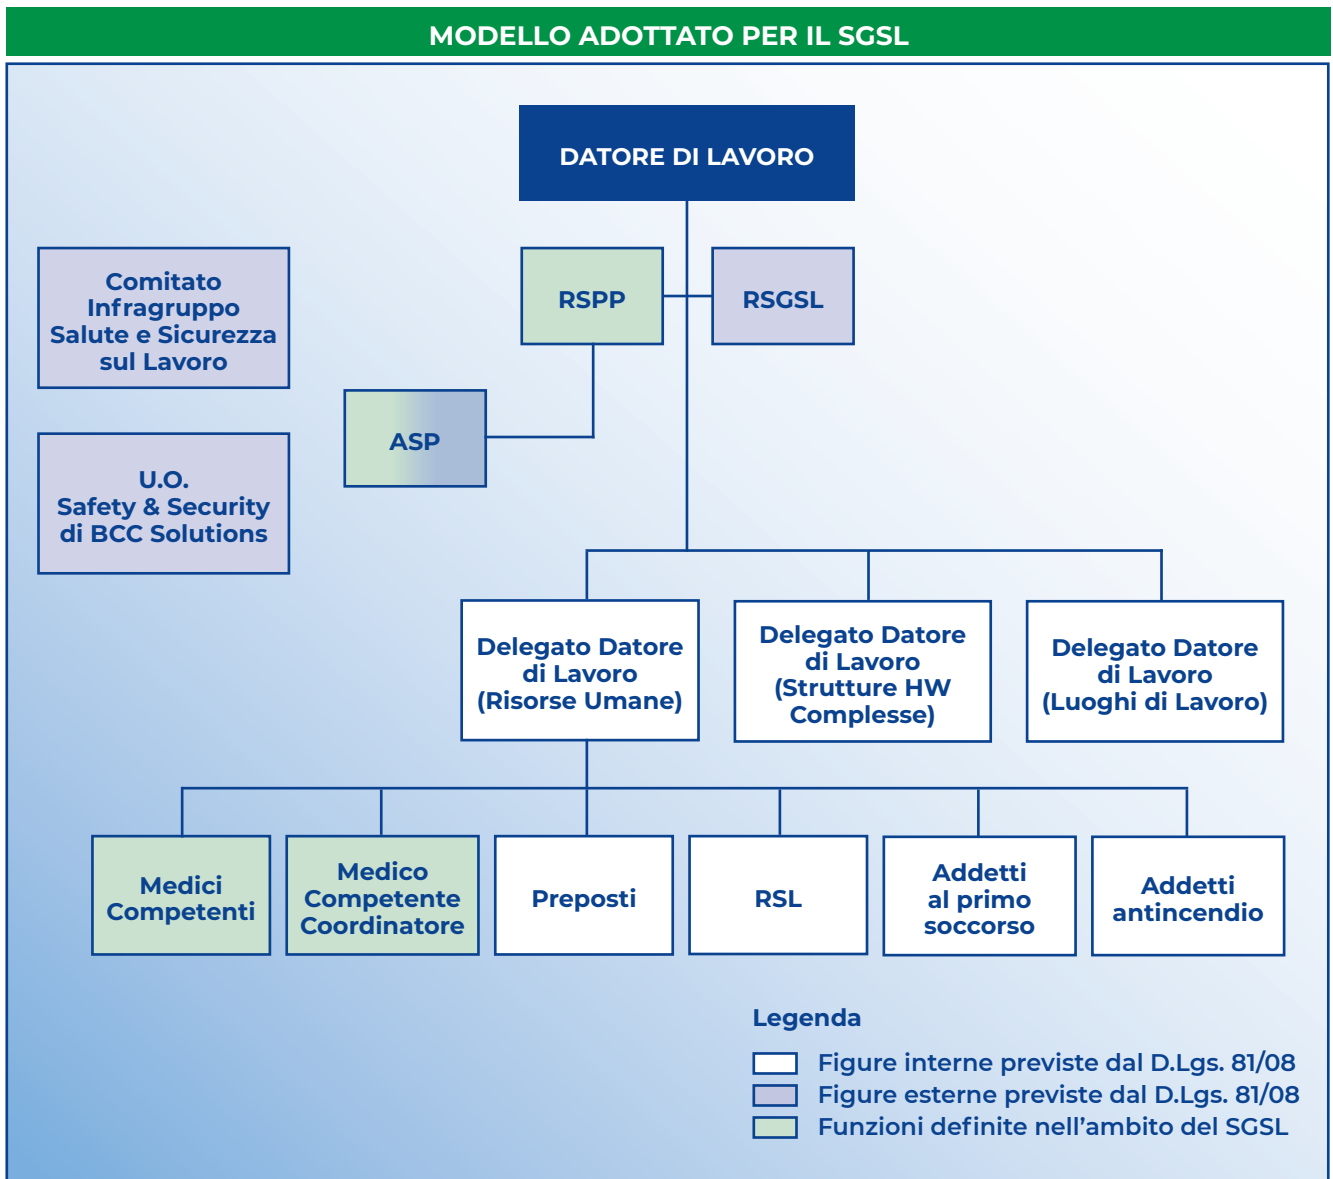 MODELLO ADOTTATO PER IL SGSL
DATORE DI LAVORO
Comitato
Infragruppo
Salute e Sicurezza
sul Lavoro
RSPP
RSGSL
ASP
U.O.
Safety & Security
di BCC Solutions
Delegato Datore
di Lavoro
(Risorse Umane)
Delegato Datore
di Lavoro
(Strutture HW
Complesse)
Delegato Datore
di Lavoro
(Luoghi di Lavoro)
Medici
Competenti
Medico
Competente
Coordinatore
Preposti
RSL
Addetti
al primo
soccorso
Addetti
antincendio
Legenda
Figure interne previste dal D.Lgs. 81/08
Figure esterne previste dal D.Lgs. 81/08
Funzioni definite nell’ambito del SGSL